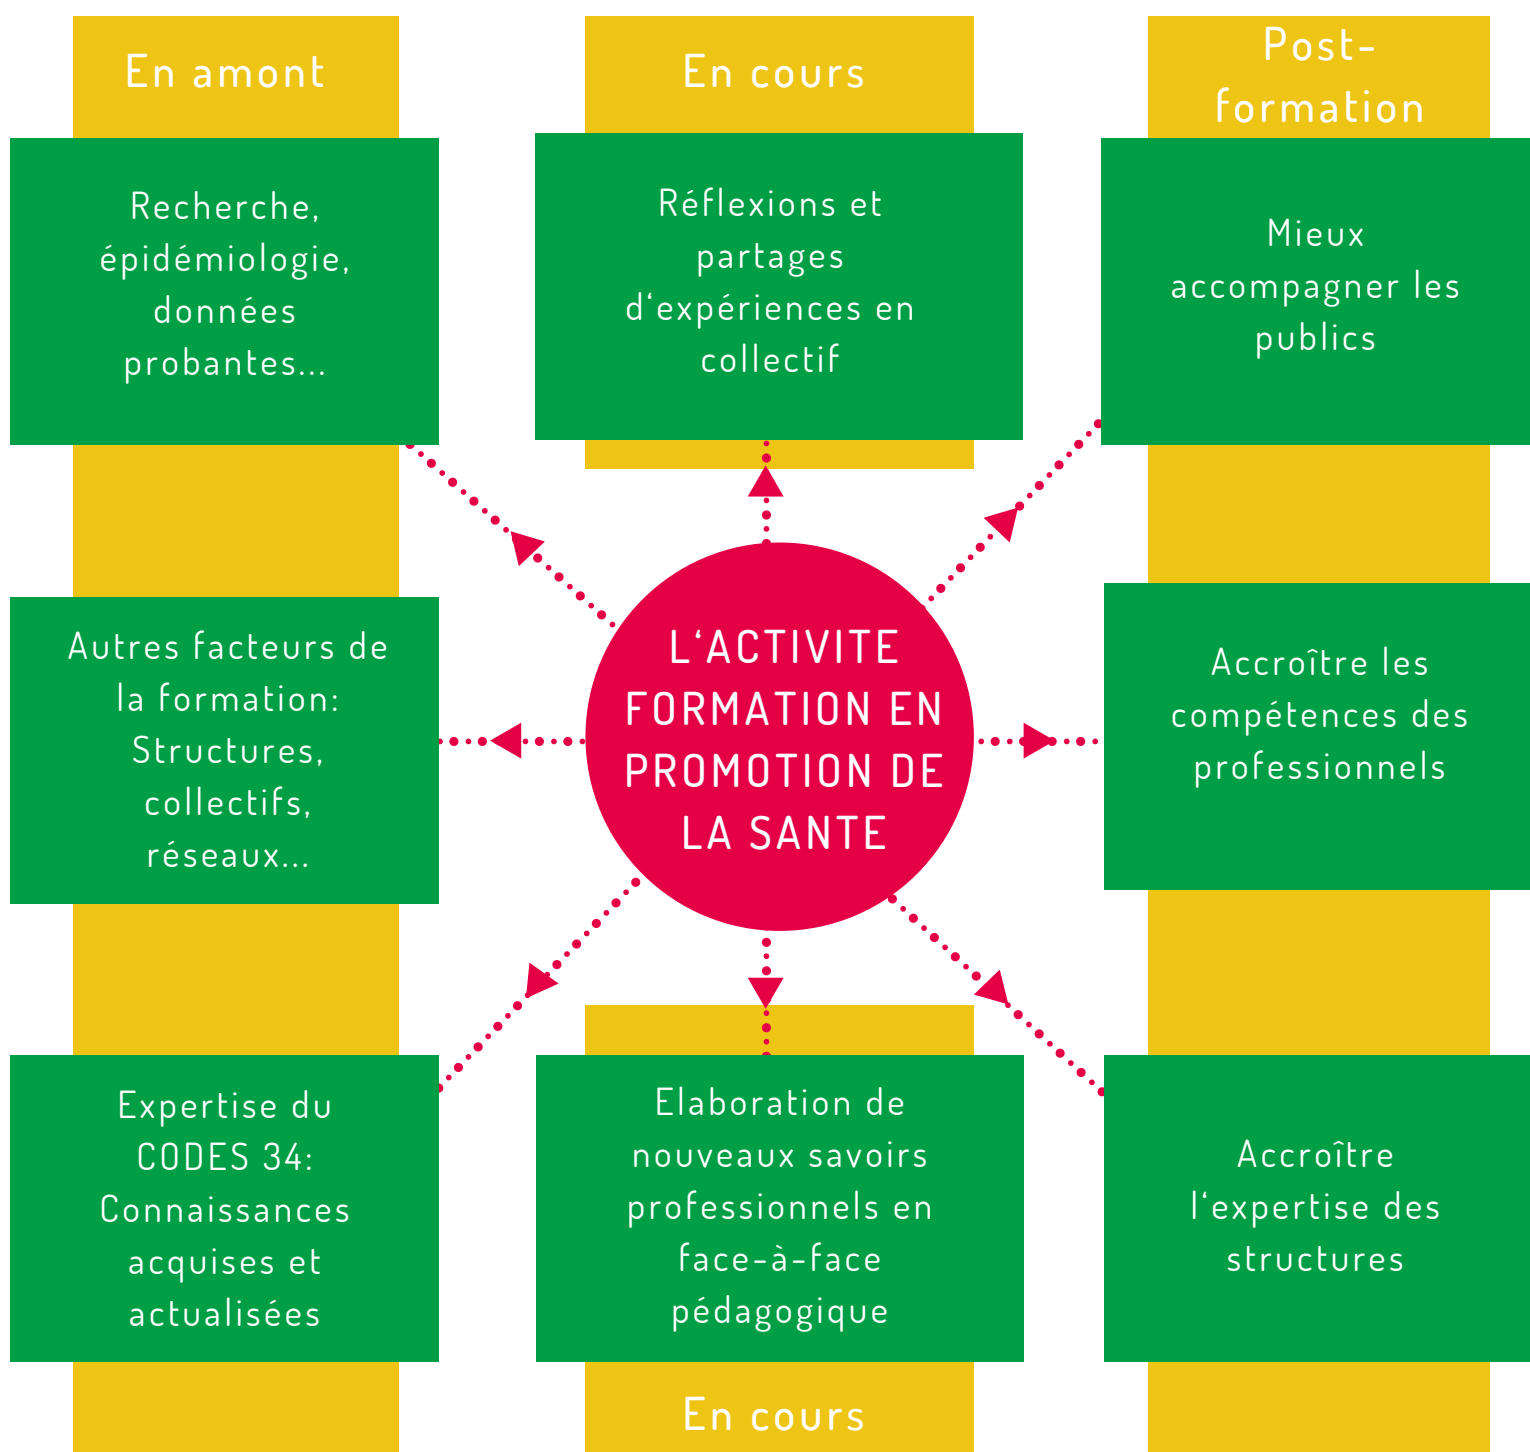 En amont
Recherche,
épidémiologie,
données
probantes...
Autres facteurs de
la formation:
Structures,
collectifs,
réseaux...
Expertise du
CODES 34:
Connaissances
acquises et
actualisées
En cours
Réflexions et
partages
d‘expériences en
collectif
L‘ACTIVITE
FORMATION EN
PROMOTION DE
LA SANTE
Elaboration de
nouveaux savoirs
professionnels en
face-à-face
pédagogique
En cours
Post-
formation
Mieux
accompagner les
publics
Accroître les
compétences des
professionnels
Accroître
l‘expertise des
structures